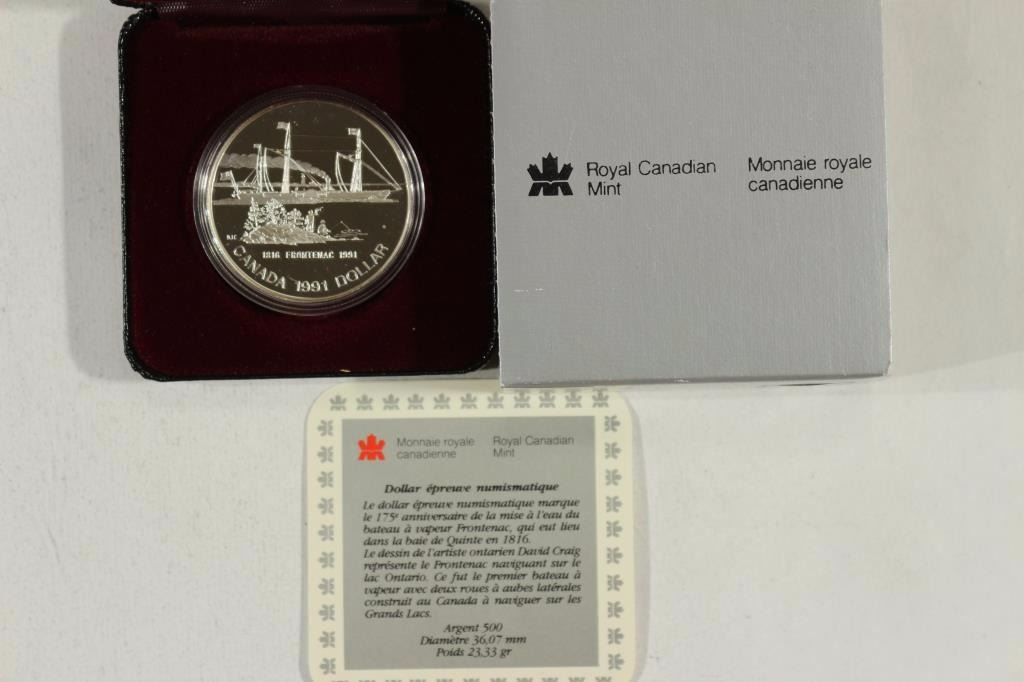 DJC
1816 FRONTENAC 1991
CANADA 1991 DOLLAR
Royal Canadian
Mint
Monnaie royale
canadienne
Monnaie royale
canadienne
Royal Canadian
Mint
Dollar épreuve numismatique
Le dollar épreuve numismatique marque
le 175e anniversaire de la mise à l'eau du
bateau à vapeur Frontenac, qui eut lieu
dans la baie de Quinte en 1816.
Le dessin de l'artiste ontarien David Craig
représente le Frontenac naviguant sur le
lac Ontario. Ce fut le premier bateau à
vapeur avec deux roues à aubes latérales
construit au Canada à naviguer sur les
Grands Lacs.
Argent 500
Diamètre 36,07 mm
Poids 23,33 gr